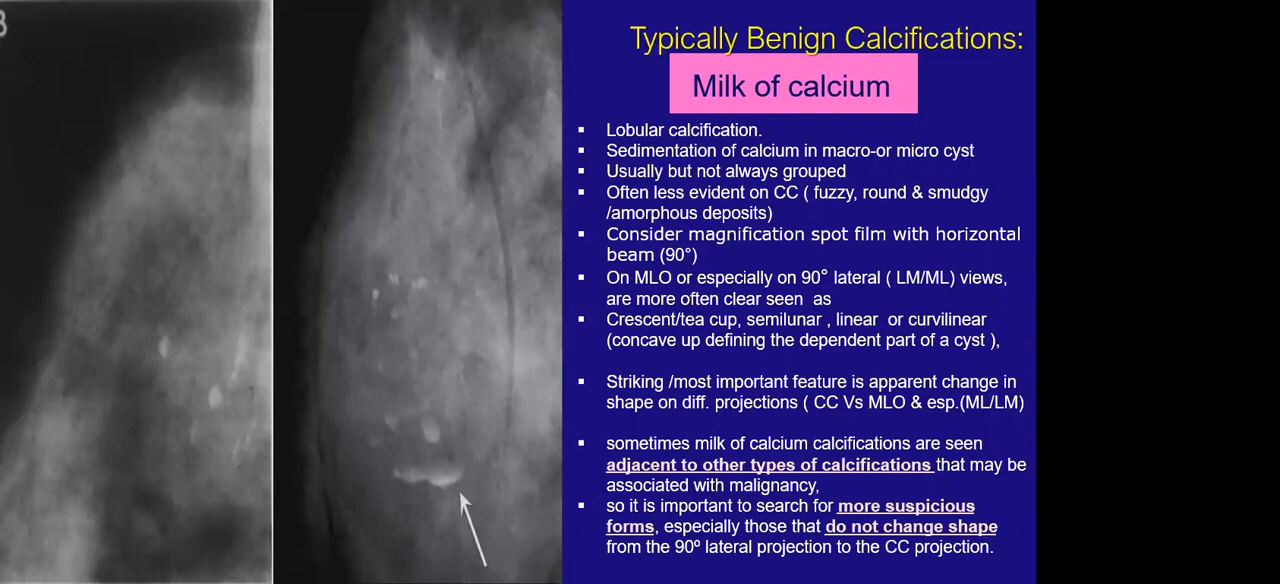 Typically Benign Calcifications:
Milk of calcium
▪ Lobular calcification.
▪ Sedimentation of calcium in macro-or micro cyst
▪ Usually but not always grouped
▪ Often less evident on CC ( fuzzy, round & smudgy
/amorphous deposits)
▪ Consider magnification spot film with horizontal
beam (90°)
▪ On MLO or especially on 90° lateral ( LM/ML) views,
are more often clear seen as
▪ Crescent/tea cup, semilunar , linear or curvilinear
(concave up defining the dependent part of a cyst ),
▪ Striking /most important feature is apparent change in
shape on diff. projections ( CC Vs MLO & esp.(ML/LM)
▪ sometimes milk of calcium calcifications are seen
adjacent to other types of calcifications that may be
associated with malignancy,
▪ so it is important to search for more suspicious
forms, especially those that do not change shape
from the 90º lateral projection to the CC projection.